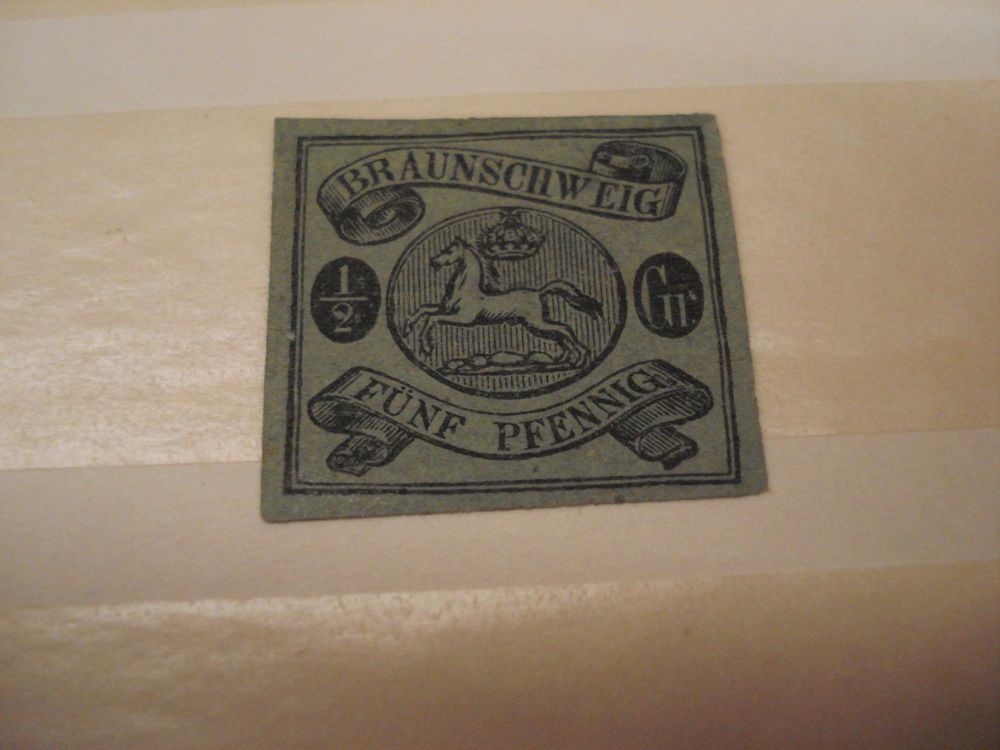 BRAUNSCHWEIG
1/2
Gr.
FÜNF PFENNIG.